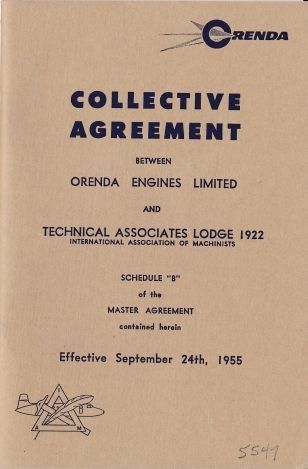 ORENDA
COLLECTIVE
AGREEMENT
BETWEEN
ORENDA ENGINES LIMITED
AND
TECHNICAL ASSOCIATES LODGE 1922
INTERNATIONAL ASSOCIATION OF MACHINISTS
SCHEDULE "B"
of the
MASTER AGREEMENT
contained herein
Effective September 24th, 1955
I
A M
5547